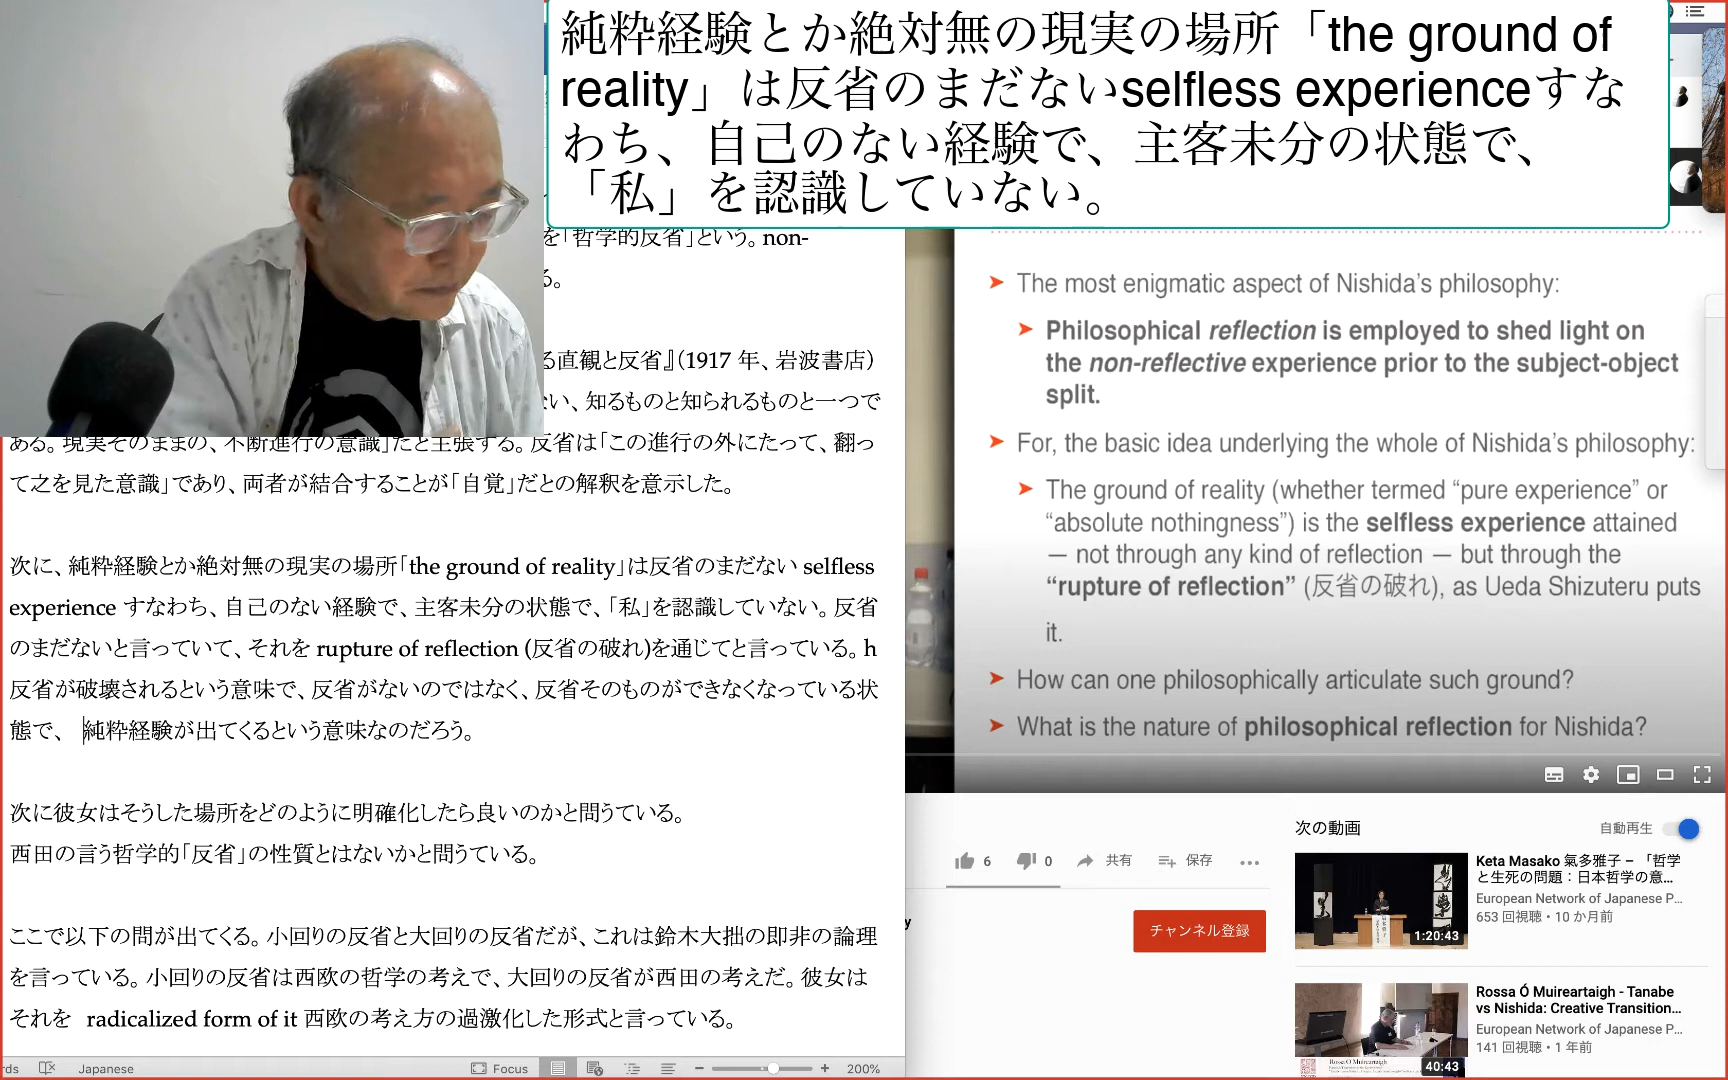 純粋経験とか絶対無の現実の場所「the ground of
reality」は反省のまだないselfless experienceすな
わち、自己のない経験で、主客未分の状態で、
「私」を認識していない。
を「哲学的反省」という。non-
る。
る直観と反省』（1917 年、岩波書店）
い、知るものと知られるものと一つで
ある。現実そのままの、不断進行の意識」だと主張する。反省は「この進行の外にたって、翻っ
て之を見た意識」であり、両者が結合することが「自覚」だとの解釈を意示した。
次に、純粋経験とか絶対無の現実の場所「the ground of reality」は反省のまだない selfless
experience すなわち、自己のない経験で、主客未分の状態で、「私」を認識していない。反省
のまだないと言っていて、それを rupture of reflection (反省の破れ)を通じてと言っている。h
反省が破壊されるという意味で、反省がないのではなく、反省そのものができなくなっている状
態で、 純粋経験が出てくるという意味なのだろう。
次に彼女はそうした場所をどのように明確化したら良いのかと問うている。
西田の言う哲学的「反省」の性質とはないかと問うている。
ここで以下の問が出てくる。小回りの反省と大回りの反省だが、これは鈴木大拙の即非の論理
を言っている。小回りの反省は西欧の哲学の考えで、大回りの反省が西田の考えだ。彼女は
それを radicalized form of it 西欧の考え方の過激化した形式と言っている。
rds
Japanese
Focus
200%
The most enigmatic aspect of Nishida’s philosophy:
Philosophical reflection is employed to shed light on
the non-reflective experience prior to the subject-object
split.
For, the basic idea underlying the whole of Nishida’s philosophy:
The ground of reality (whether termed “pure experience” or
“absolute nothingness”) is the selfless experience attained
— not through any kind of reflection — but through the
“rupture of reflection” (反省の破れ), as Ueda Shizuteru puts
it.
How can one philosophically articulate such ground?
What is the nature of philosophical reflection for Nishida?
6
0
共有
保存
y
チャンネル登録
次の動画
自動再生
Keta Masako 氣多雅子 – 「哲学
と生死の問題：日本哲学の意...
European Network of Japanese P...
653 回視聴・10 か月前
1:20:43
Rossa Ó Muireartaigh - Tanabe
vs Nishida: Creative Transition...
European Network of Japanese P...
141 回視聴・1 年前
40:43